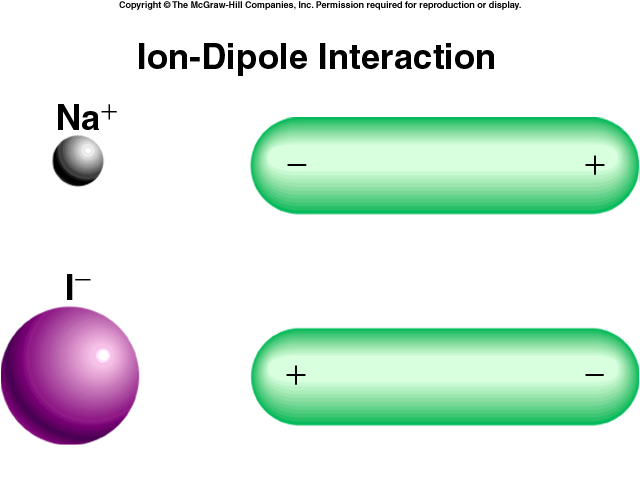 Copyright © The McGraw-Hill Companies, Inc. Permission required for reproduction or display.
Ion-Dipole Interaction
Na⁺
− +
I⁻
+ −